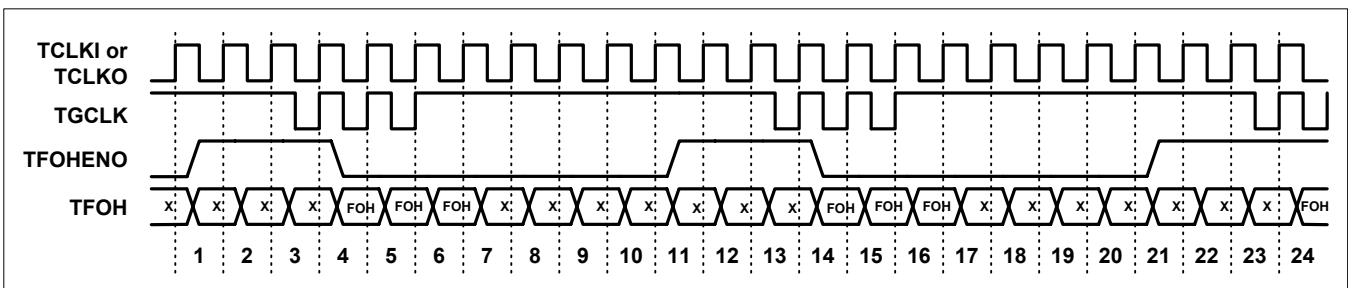 TCLKI or
TCLKO
TGCLK
TFOHENO
TFOH X X X X FOH FOH FOH X X X X X X X FOH FOH FOH X X X X X X X FOH
1 2 3 4 5 6 7 8 9 10 11 12 13 14 15 16 17 18 19 20 21 22 23 24